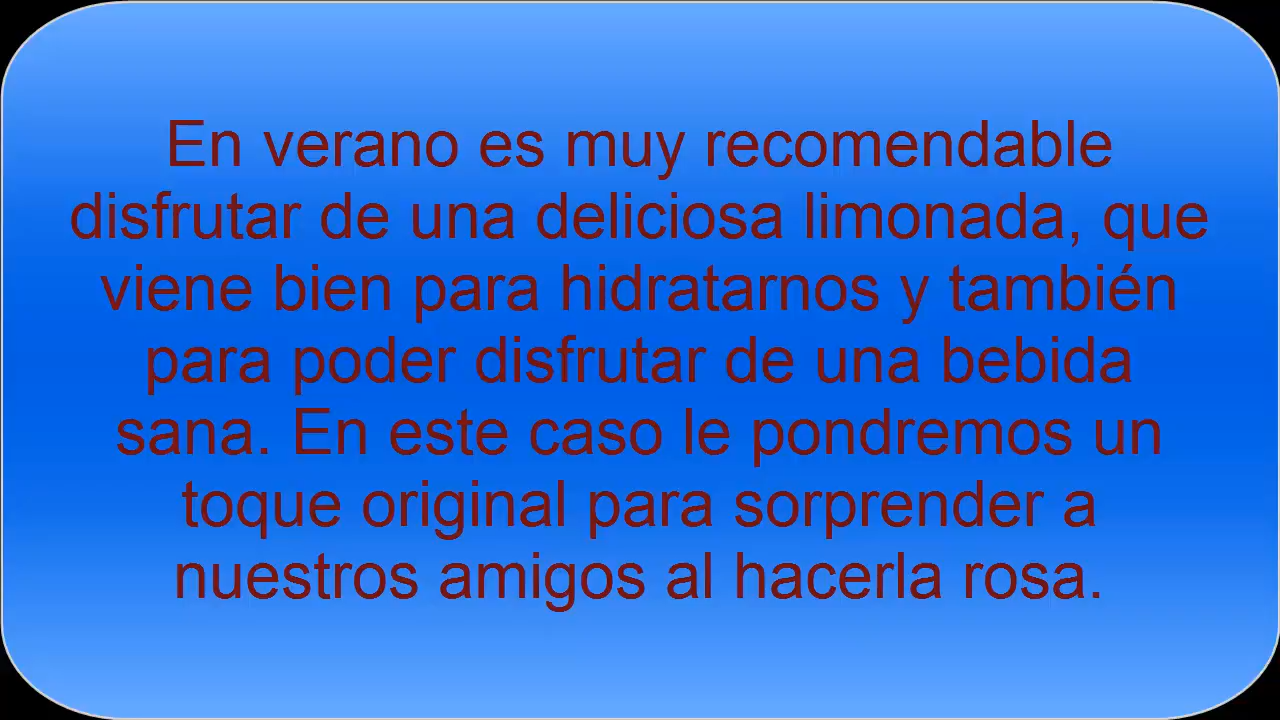 En verano es muy recomendable
disfrutar de una deliciosa limonada, que
viene bien para hidratarnos y también
para poder disfrutar de una bebida
sana. En este caso le pondremos un
toque original para sorprender a
nuestros amigos al hacerla rosa.